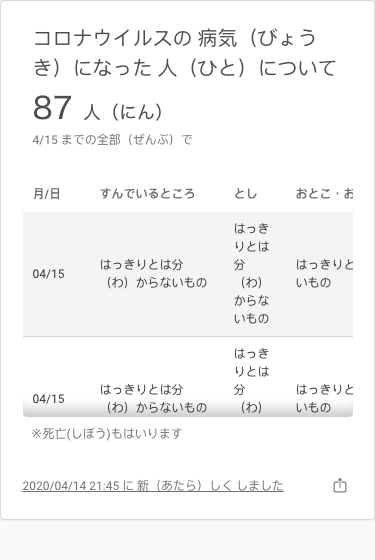 コロナウイルスの 病気（びょう
き）になった 人（ひと）について
87 人（にん）
4/15 までの全部（ぜんぶ）で
月/日 すんでいるところ とし おとこ・お
04/15 はっきりとは分（わ）からないもの はっきりとは分（わ）からないもの はっきりと いもの
04/15 はっきりとは分（わ）からないもの はっきりとは分（わ） はっきりと いもの
※死亡(しぼう)もはいります
2020/04/14 21:45 に 新（あたら）しく しました